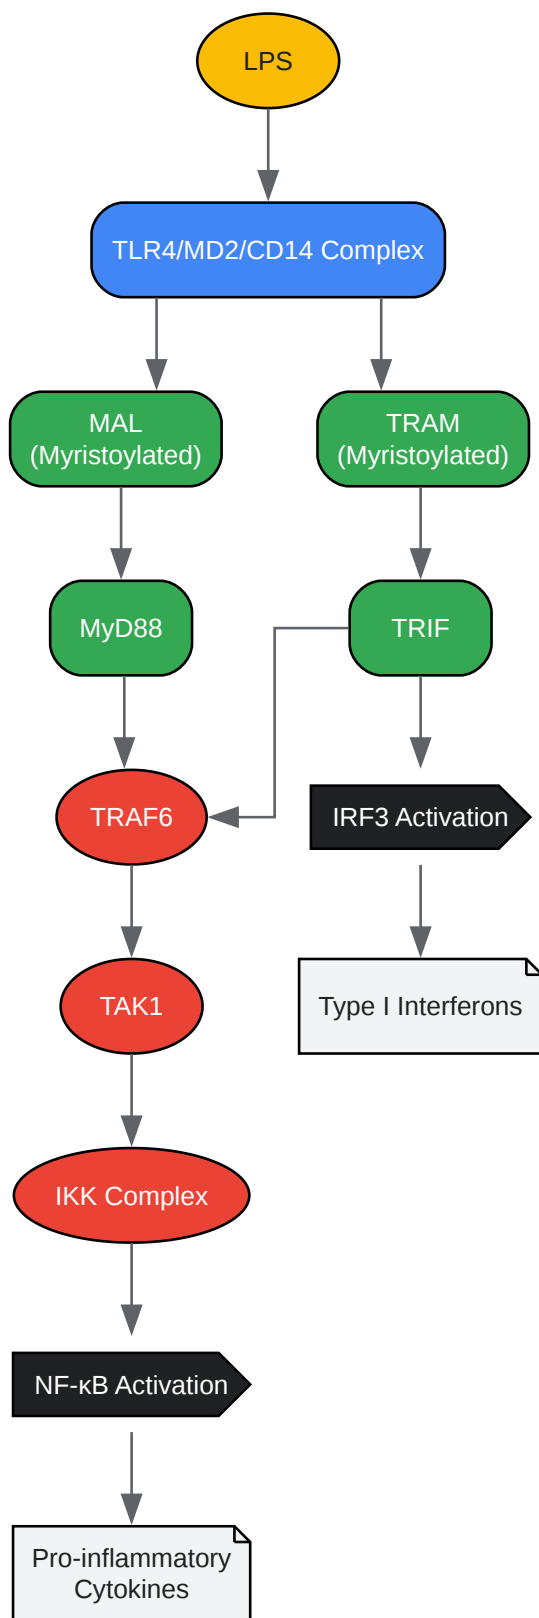 LPS
TLR4/MD2/CD14 Complex
MAL
(Myristoylated)
TRAM
(Myristoylated)
MyD88
TRIF
TRAF6
IRF3 Activation
TAK1
Type I Interferons
IKK Complex
NF-κB Activation
Pro-inflammatory
Cytokines